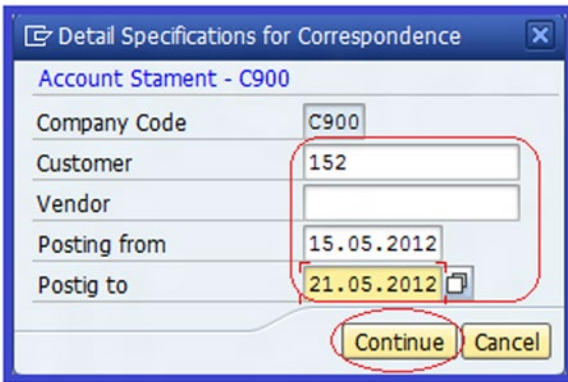 Detail Specifications for Correspondence
Account Stament - C900
Company Code C900
Customer 152
Vendor
Posting from 15.05.2012
Postig to 21.05.2012
Continue Cancel